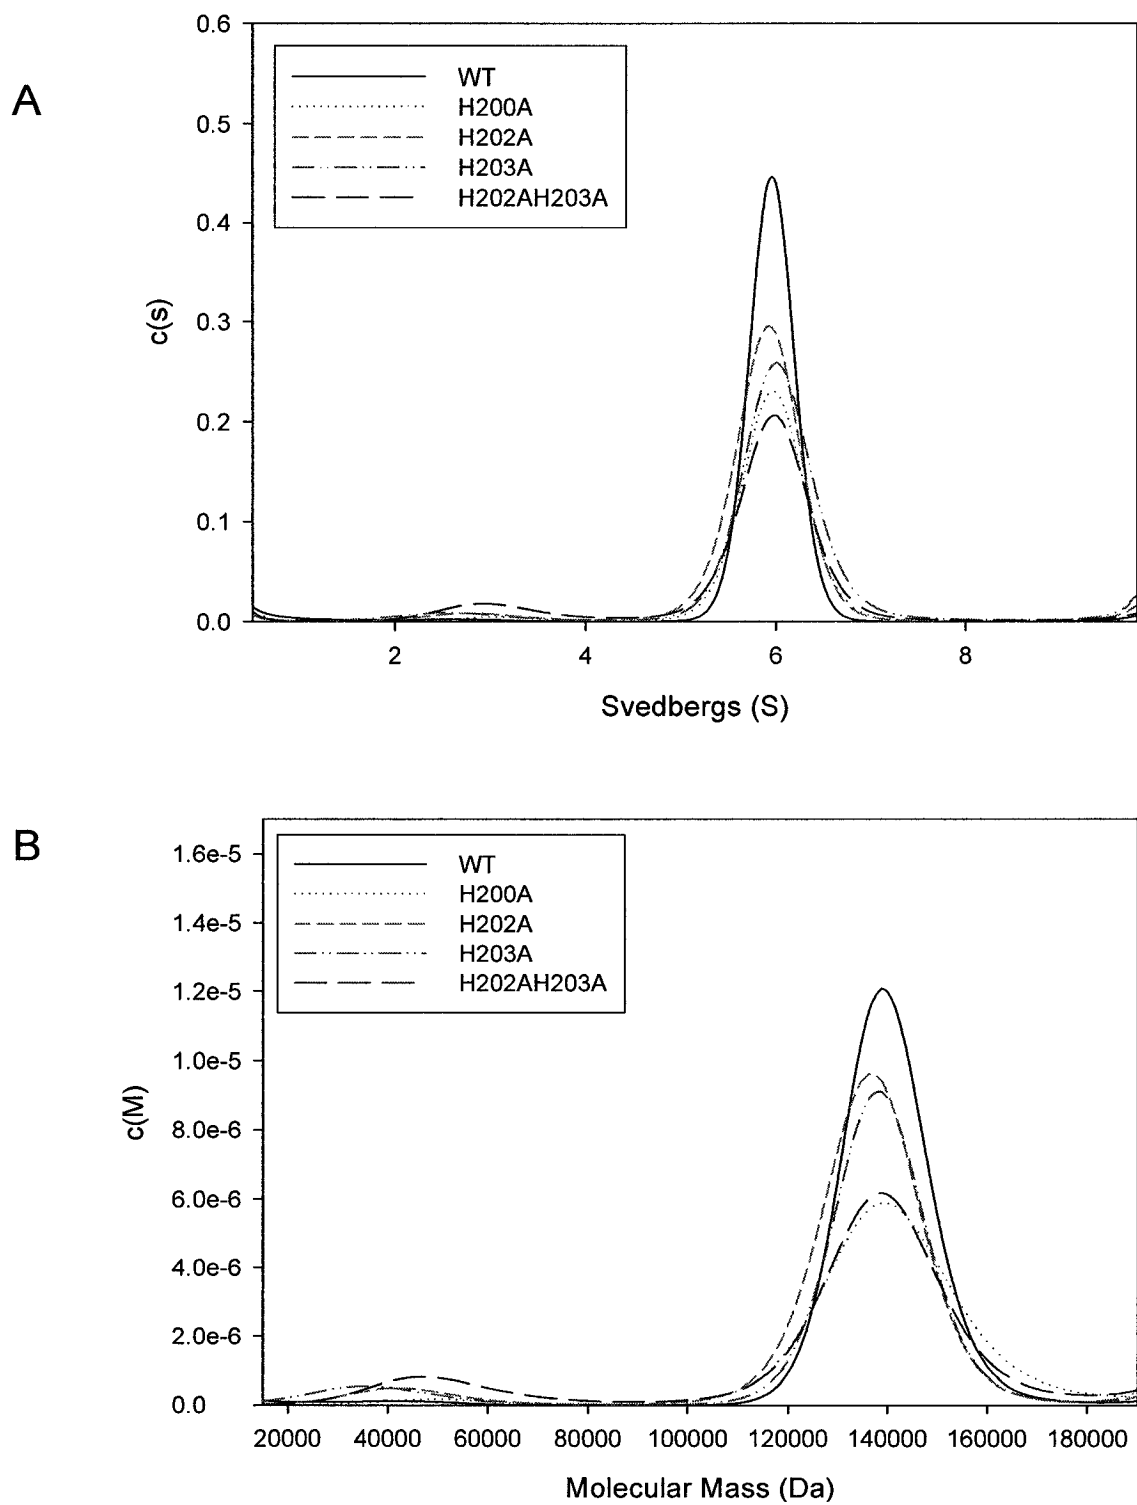 A
0.6
0.5
0.4
0.3
0.2
0.1
0.0
c(s)
WT
H200A
H202A
H203A
H202AH203A
2 4 6 8
Svedbergs (S)
B
1.6e-5
1.4e-5
1.2e-5
1.0e-5
8.0e-6
6.0e-6
4.0e-6
2.0e-6
0.0
c(M)
WT
H200A
H202A
H203A
H202AH203A
20000 40000 60000 80000 100000 120000 140000 160000 180000
Molecular Mass (Da)